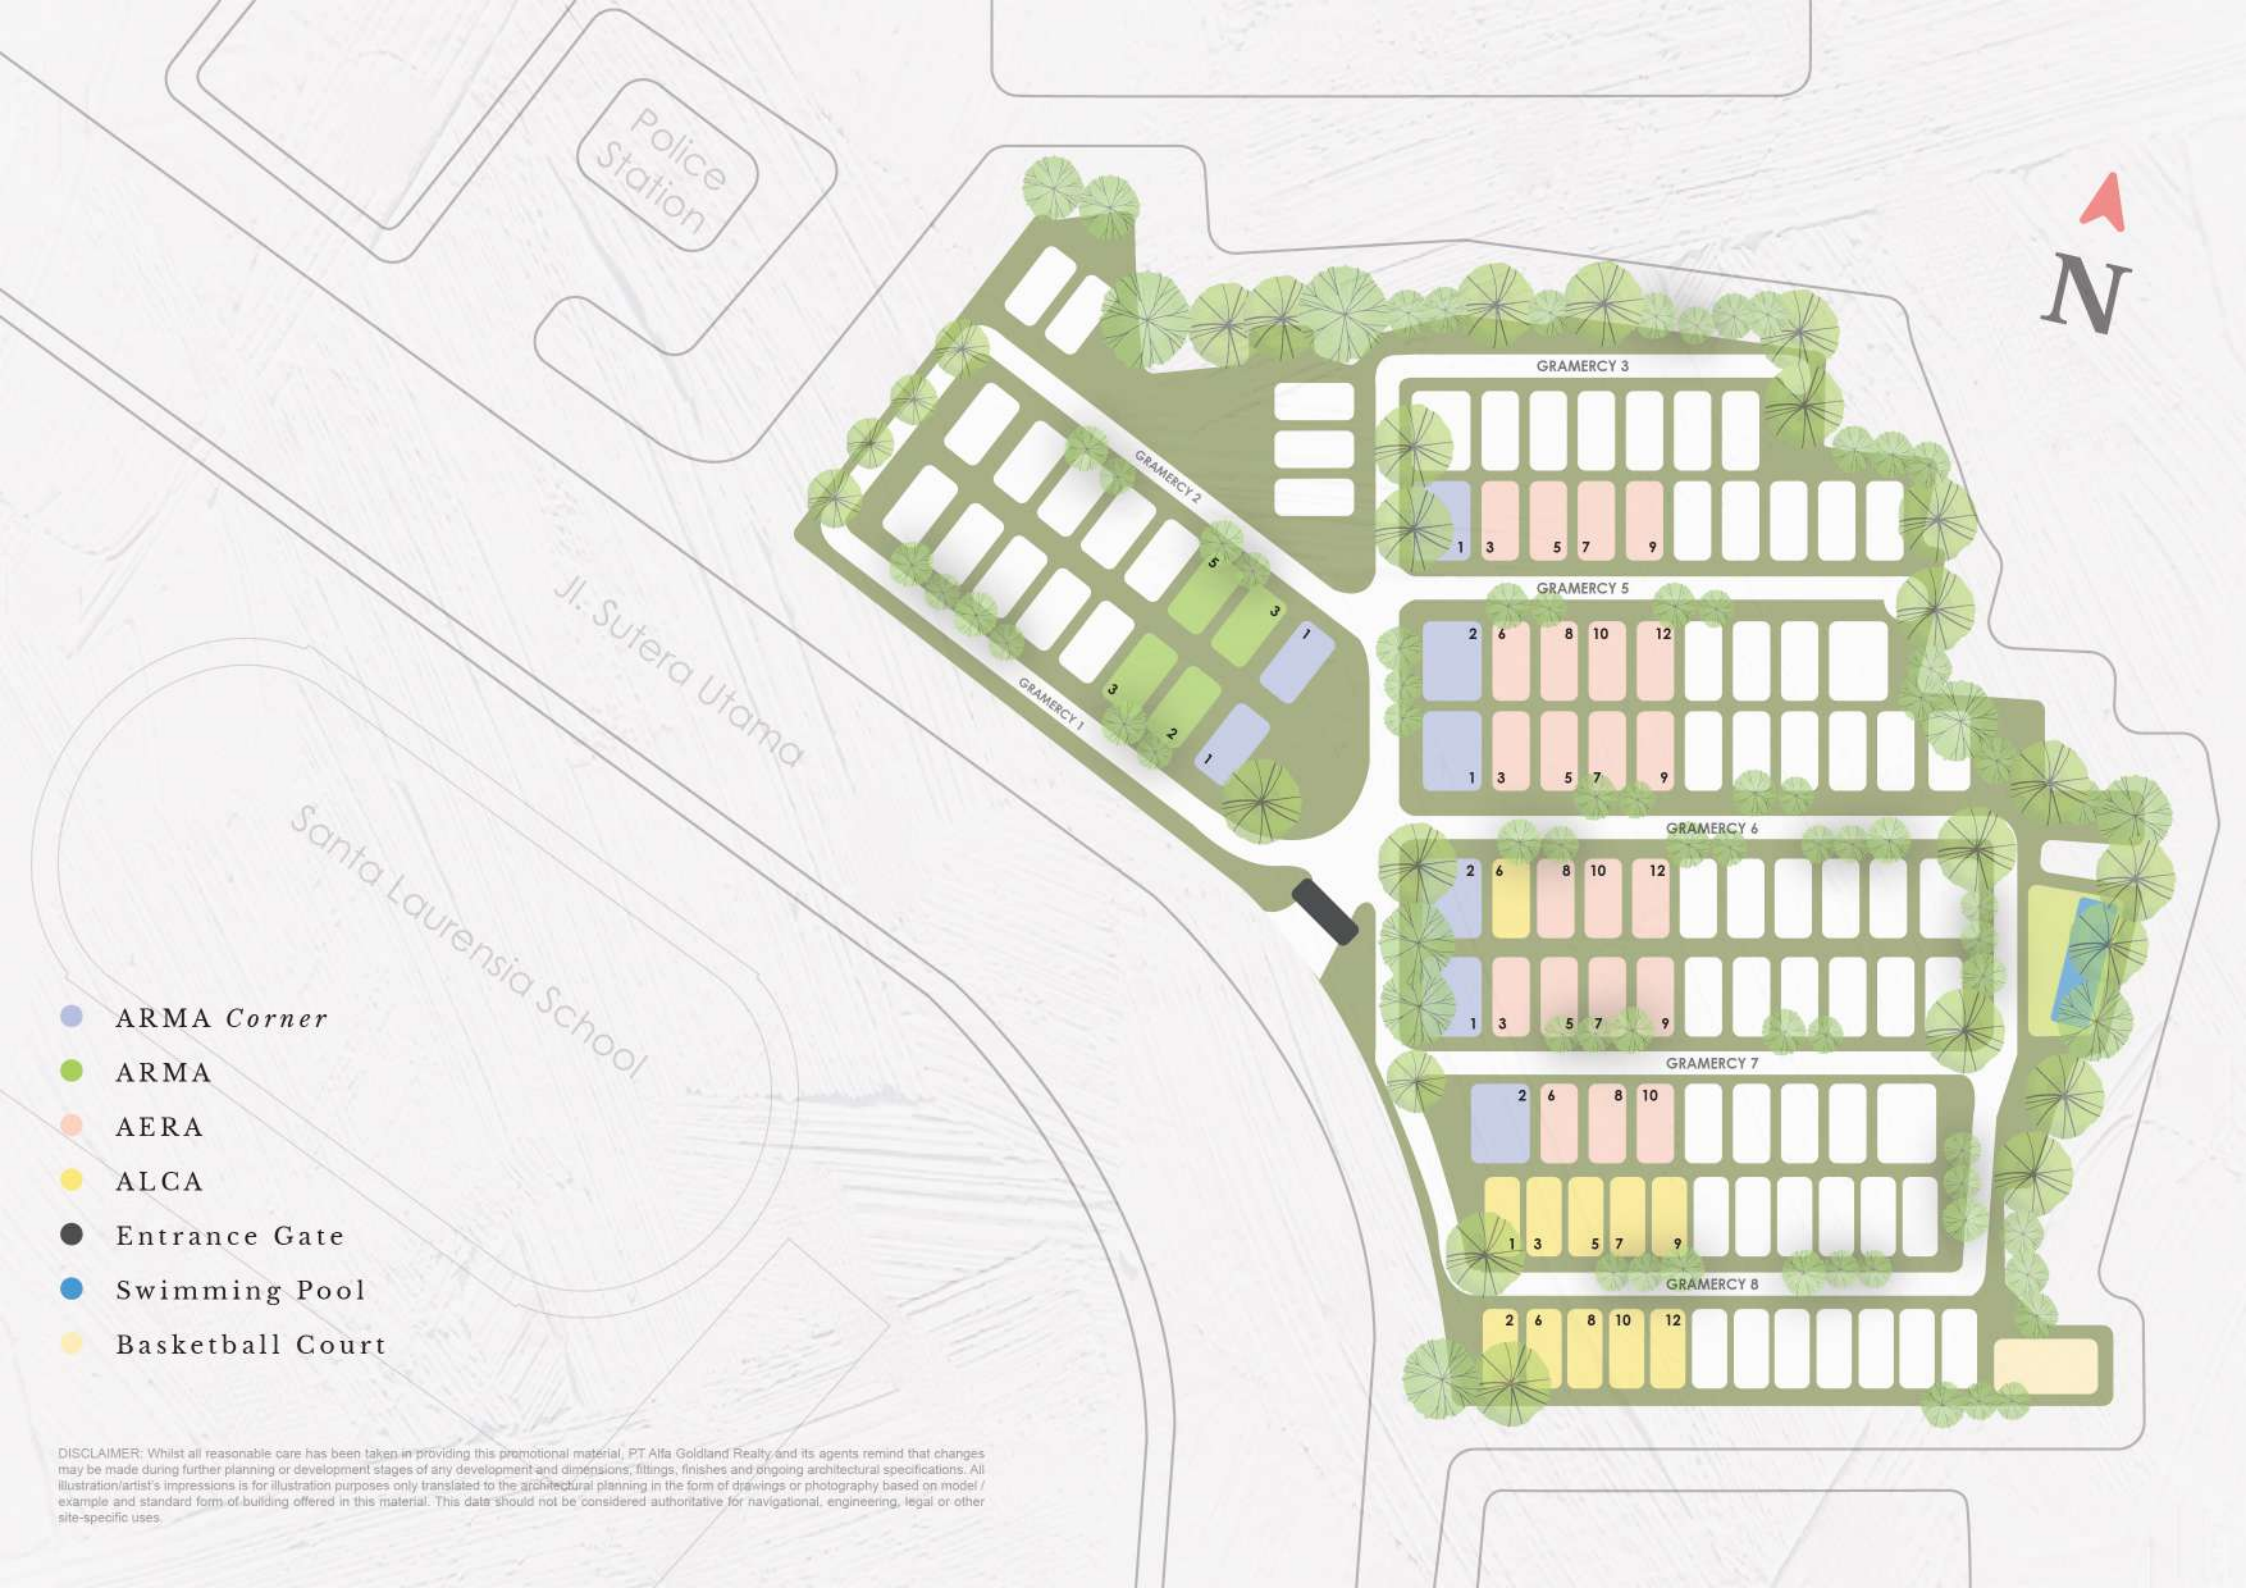 Police
Station
N
GRAMERCY 3
GRAMERCY 2
1 3 5 7 9
GRAMERCY 5
5 3 1
2 6 8 10 12
Jl. Sutera Utama
GRAMERCY 1
3 2 1
1 3 5 7 9
GRAMERCY 6
Santa Laurensia School
2 6 8 10 12
1 3 5 7 9
GRAMERCY 7
2 6 8 10
1 3 5 7 9
GRAMERCY 8
2 6 8 10 12
ARMA Corner
ARMA
AERA
ALCA
Entrance Gate
Swimming Pool
Basketball Court
DISCLAIMER: Whilst all reasonable care has been taken in providing this promotional material, PT Alfa Goldland Realty and its agents remind that changes
may be made during further planning or development stages of any development and dimensions, fittings, finishes and ongoing architectural specifications. All
illustration/artist's impressions is for illustration purposes only translated to the architectural planning in the form of drawings or photography based on model /
example and standard form of building offered in this material. This data should not be considered authoritative for navigational, engineering, legal or other
site-specific uses.